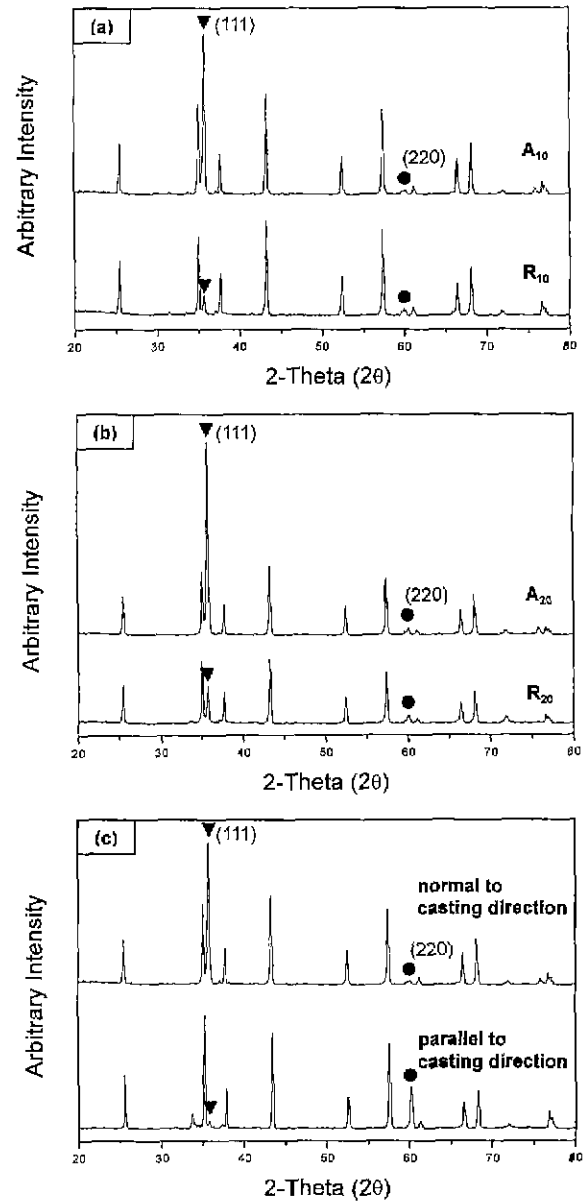 (a)
(111)
(220)
A10
R10
Arbitrary Intensity
20 30 40 50 60 70 80
2-Theta (2θ)
(b)
(111)
(220)
A20
R20
Arbitrary Intensity
20 30 40 50 60 70 80
2-Theta (2θ)
(c)
(111)
normal to
casting direction
(220)
parallel to
casting direction
Arbitrary Intensity
20 30 40 50 60 70 80
2-Theta (2θ)